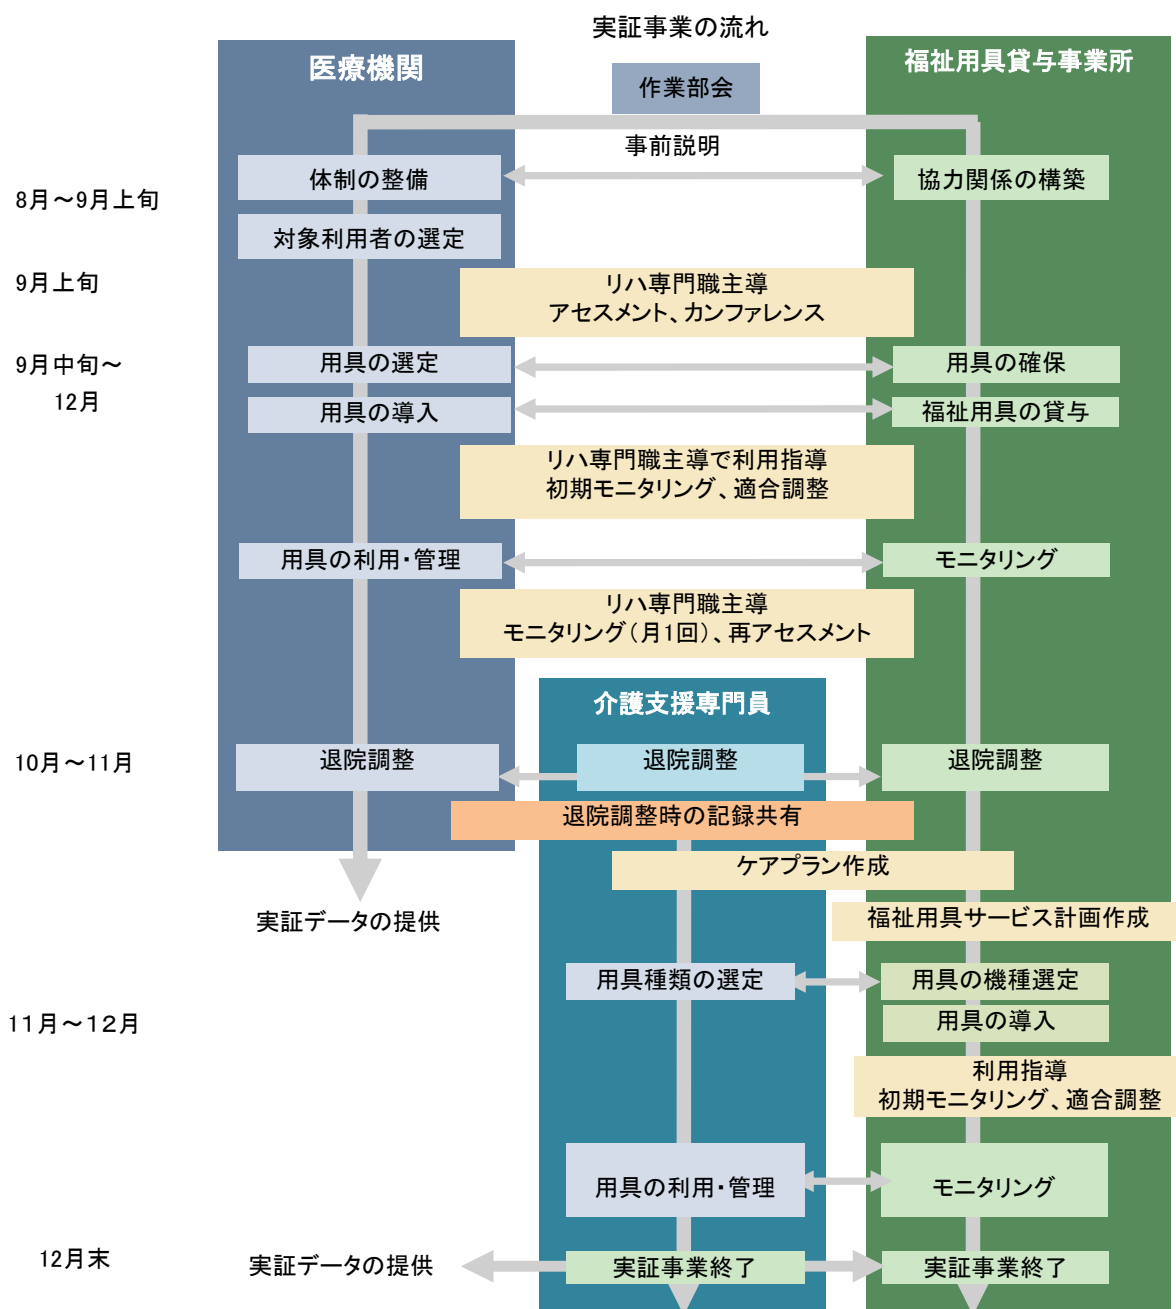 実証事業の流れ
医療機関
福祉用具貸与事業所
作業部会
事前説明
8月～9月上旬
体制の整備
協力関係の構築
対象利用者の選定
9月上旬
リハ専門職主導
アセスメント、カンファレンス
9月中旬～
12月
用具の選定
用具の確保
用具の導入
福祉用具の貸与
リハ専門職主導で利用指導
初期モニタリング、適合調整
用具の利用・管理
モニタリング
リハ専門職主導
モニタリング（月1回）、再アセスメント
介護支援専門員
10月～11月
退院調整
退院調整
退院調整
退院調整時の記録共有
ケアプラン作成
実証データの提供
福祉用具サービス計画作成
用具種類の選定
用具の機種選定
11月～12月
用具の導入
利用指導
初期モニタリング、適合調整
用具の利用・管理
モニタリング
12月末
実証データの提供
実証事業終了
実証事業終了